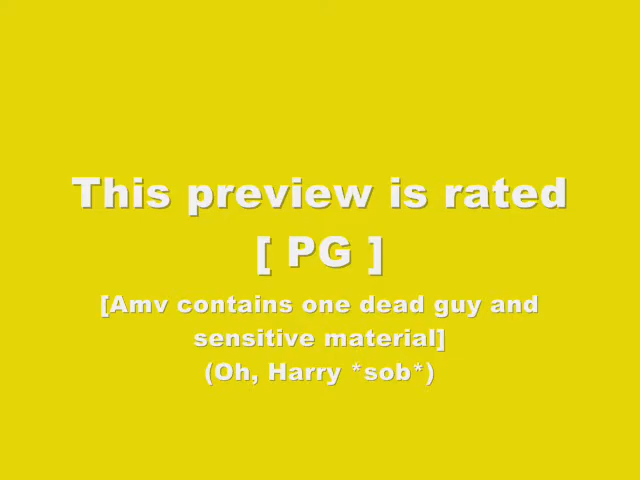 This preview is rated
[ PG ]
[Amv contains one dead guy and
sensitive material]
(Oh, Harry *sob*)